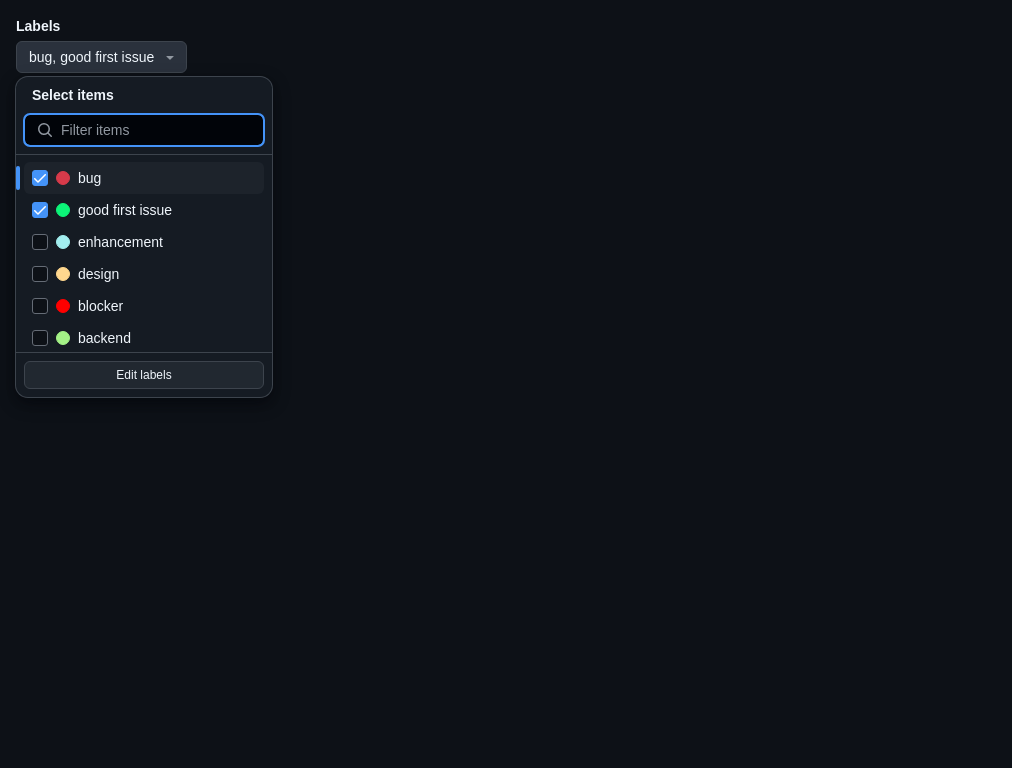 Labels
bug, good first issue
Select items
Filter items
bug
good first issue
enhancement
design
blocker
backend
Edit labels